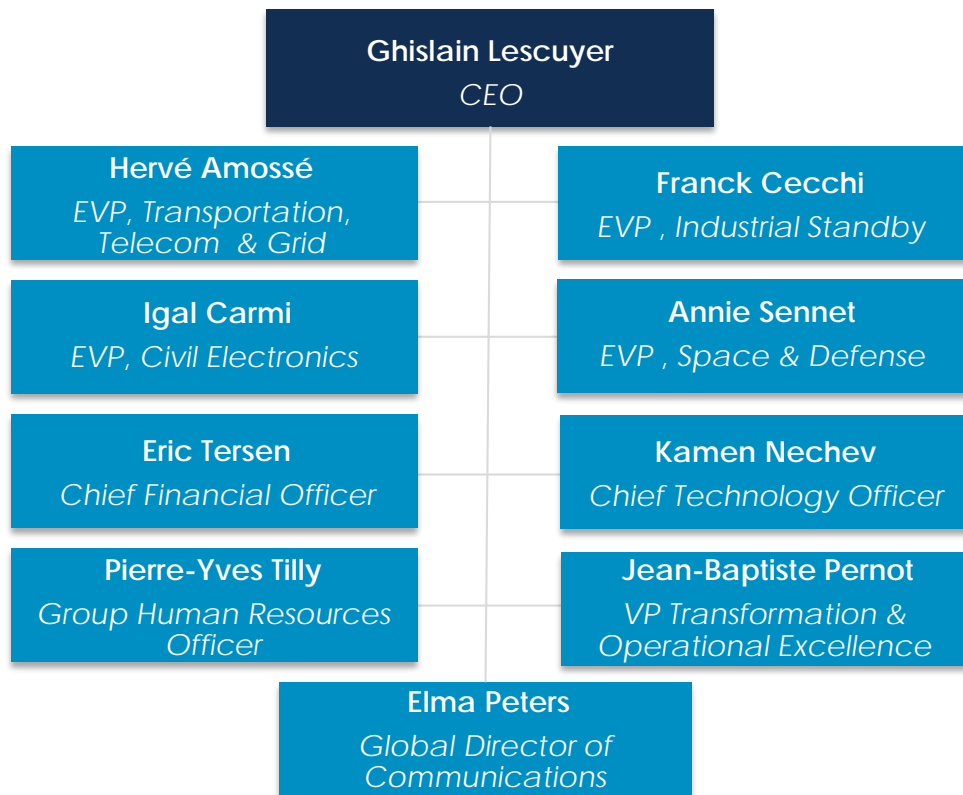 Ghislain Lescuyer
CEO
Hervé Amossé
EVP, Transportation,
Telecom & Grid
Franck Cecchi
EVP , Industrial Standby
Igal Carmi
EVP, Civil Electronics
Annie Sennet
EVP , Space & Defense
Eric Tersen
Chief Financial Officer
Kamen Nechev
Chief Technology Officer
Pierre-Yves Tilly
Group Human Resources
Officer
Jean-Baptiste Pernot
VP Transformation &
Operational Excellence
Elma Peters
Global Director of
Communications